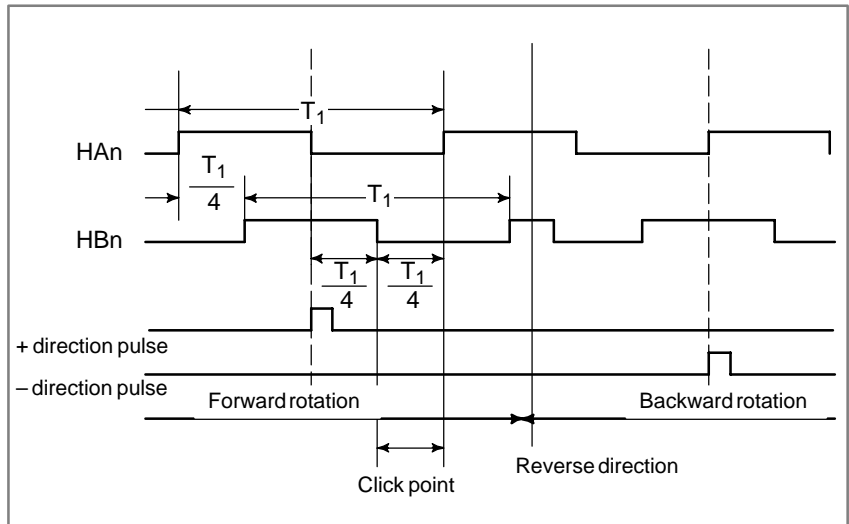 T1
HAn
T1
4
T1
HBn
T1
4
T1
4
+ direction pulse
– direction pulse
Forward rotation
Backward rotation
Reverse direction
Click point